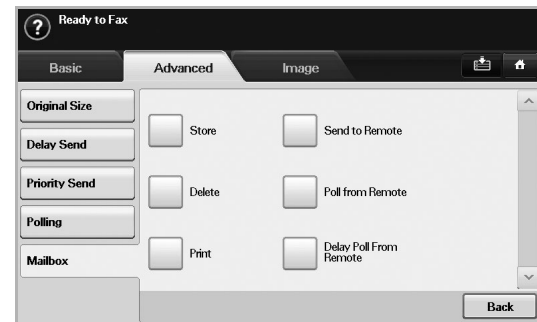 ?
Ready to Fax
Basic
Advanced
Image
Original Size
Delay Send
Priority Send
Polling
Mailbox
Store
Send to Remote
Delete
Poll from Remote
Print
Delay Poll From
Remote
Back